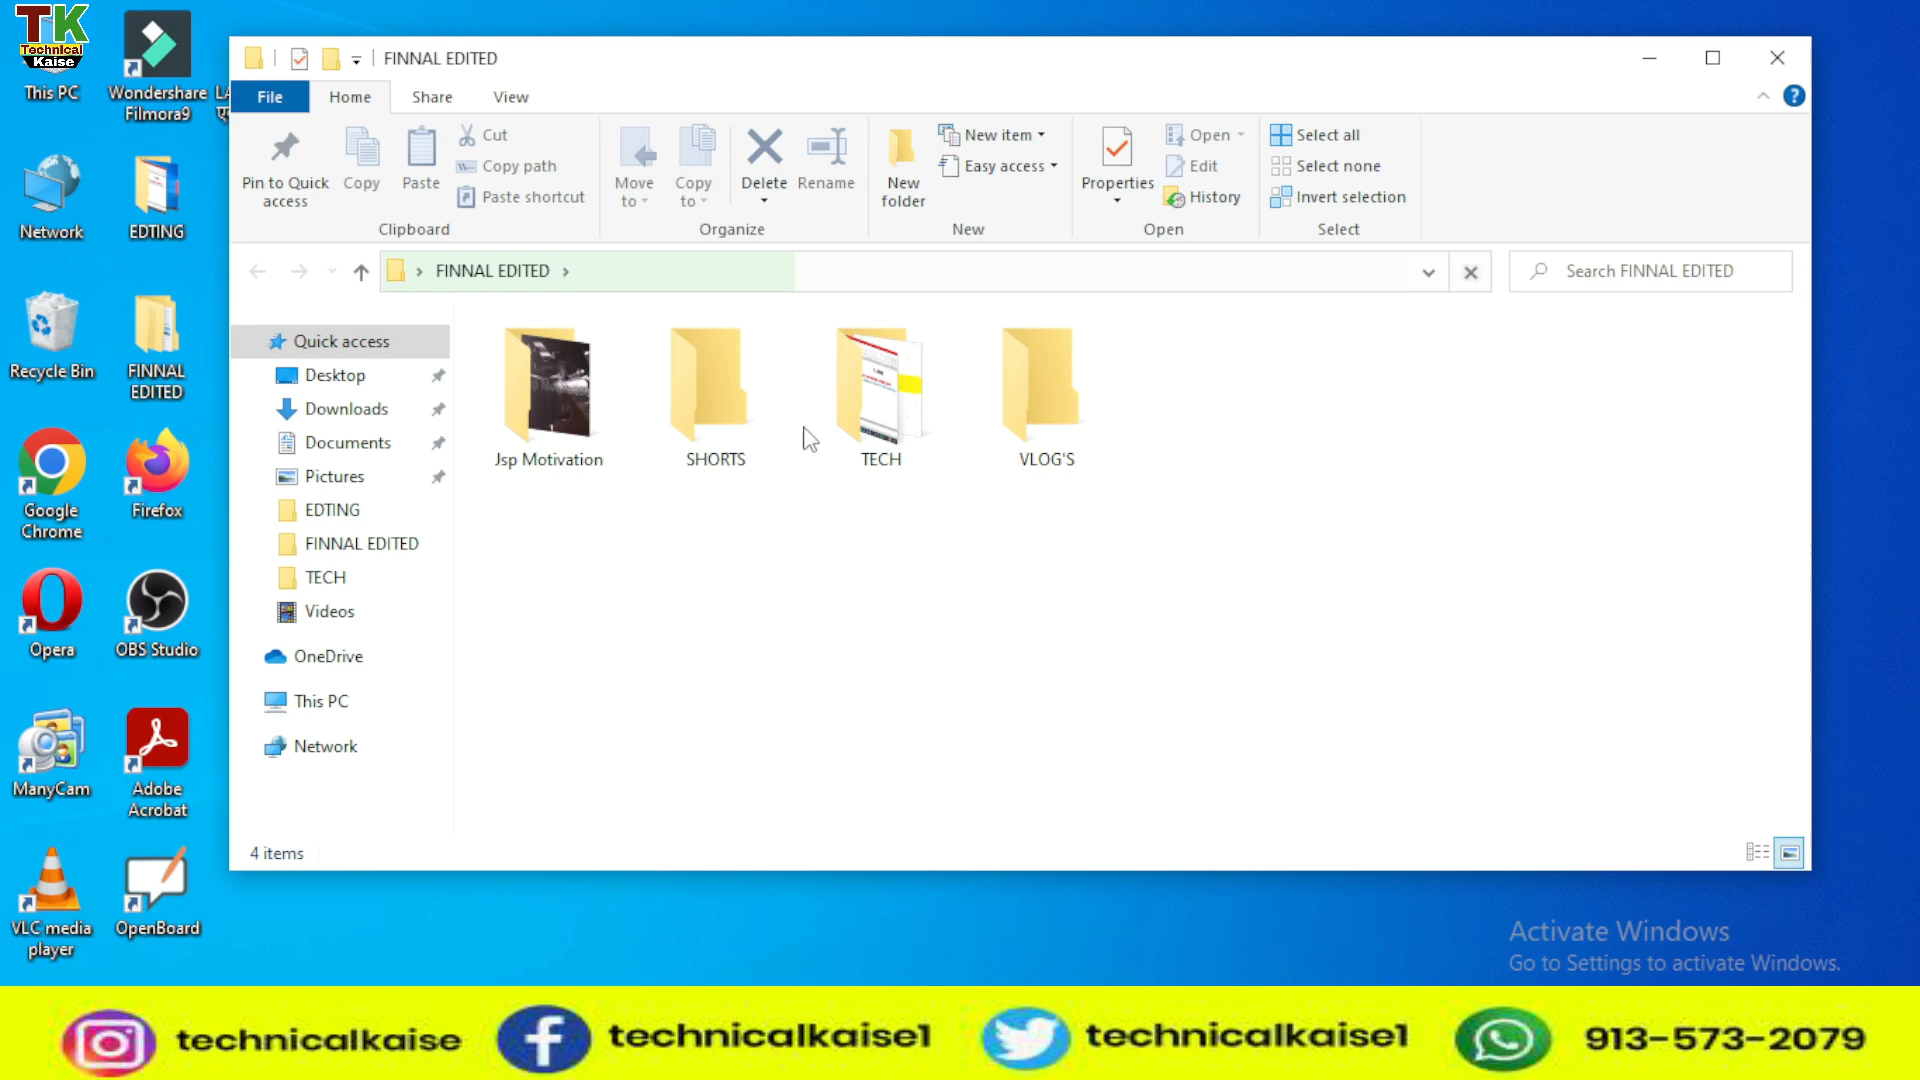 TK
Technical
Kaise
This PC
Wondershare
Filmora9
Network
EDTING
Recycle Bin
FINNAL
EDITED
Google
Chrome
Firefox
Opera
OBS Studio
ManyCam
Adobe
Acrobat
VLC media
player
OpenBoard
FINNAL EDITED
File
Home
Share
View
Pin to Quick
access
Copy
Paste
Cut
Copy path
Paste shortcut
Clipboard
Move
to
Copy
to
Delete
Rename
Organize
New
folder
New item
Easy access
New
Properties
Open
Edit
History
Open
Select all
Select none
Invert selection
Select
FINNAL EDITED
Search FINNAL EDITED
Quick access
Desktop
Downloads
Documents
Pictures
EDTING
FINNAL EDITED
TECH
Videos
OneDrive
This PC
Network
Jsp Motivation
SHORTS
TECH
VLOG'S
4 items
Activate Windows
Go to Settings to activate Windows.
technicalkaise
technicalkaise1
technicalkaise1
913-573-2079